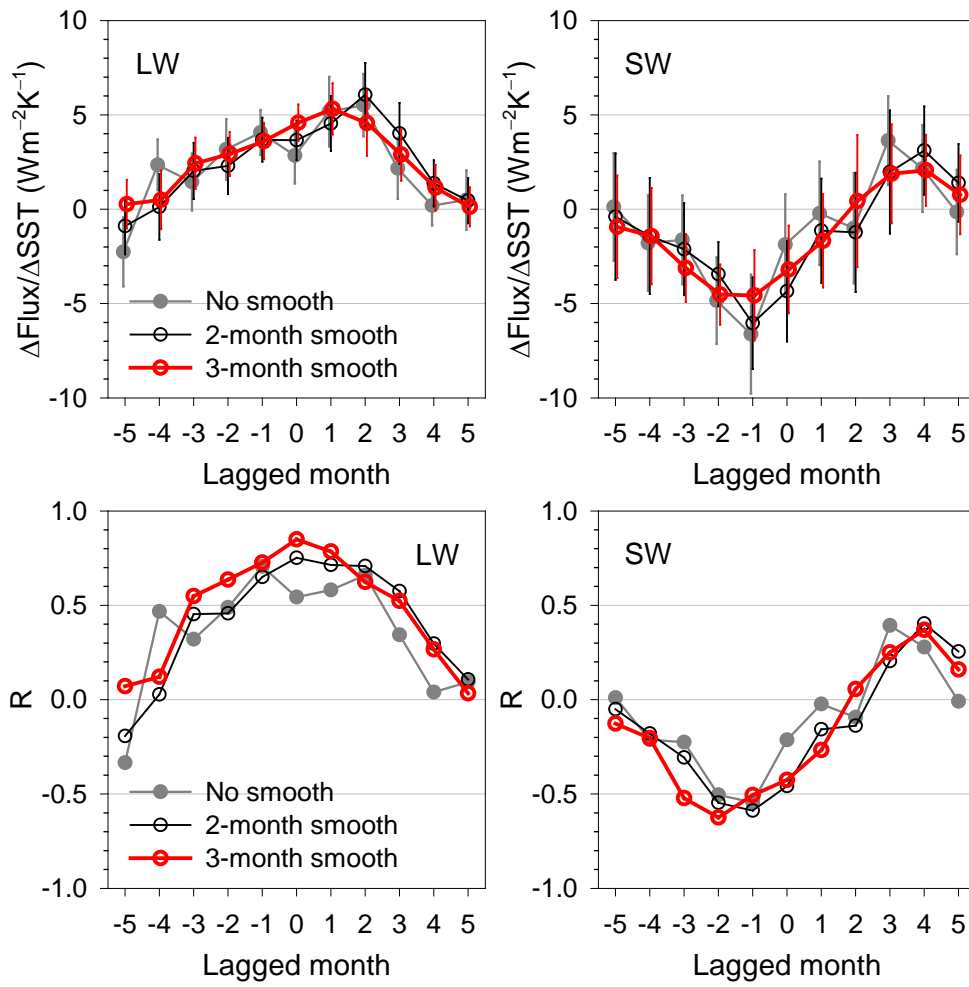 10
5
0
-5
-10
ΔFlux/ΔSST (Wm⁻²K⁻¹)
LW
No smooth
2-month smooth
3-month smooth
-5 -4 -3 -2 -1 0 1 2 3 4 5
Lagged month
10
5
0
-5
-10
ΔFlux/ΔSST (Wm⁻²K⁻¹)
SW
-5 -4 -3 -2 -1 0 1 2 3 4 5
Lagged month
1.0
0.5
0.0
-0.5
-1.0
R
LW
No smooth
2-month smooth
3-month smooth
-5 -4 -3 -2 -1 0 1 2 3 4 5
Lagged month
1.0
0.5
0.0
-0.5
-1.0
R
SW
-5 -4 -3 -2 -1 0 1 2 3 4 5
Lagged month